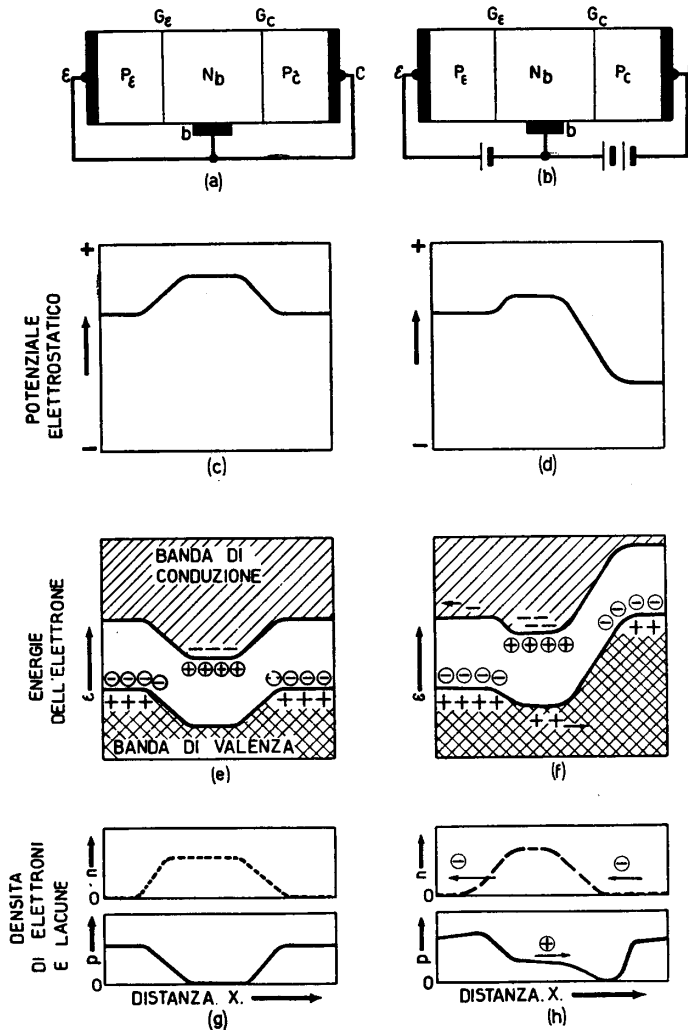 Gε Gc
Gε Gc
ε Pε Nb Pc C
ε Pε Nb Pc
b
b
(a)
(b)
POTENZIALE
ELETTROSTATICO
+
−
(c)
+
−
(d)
ENERGIE
DELL'ELETTRONE
ε
BANDA DI
CONDUZIONE
BANDA DI VALENZA
(e)
ε
(f)
DENSITA
DI ELETTRONI
E LACUNE
n
0
p
0
DISTANZA. X.
(g)
n
0
p
0
DISTANZA. X.
(h)